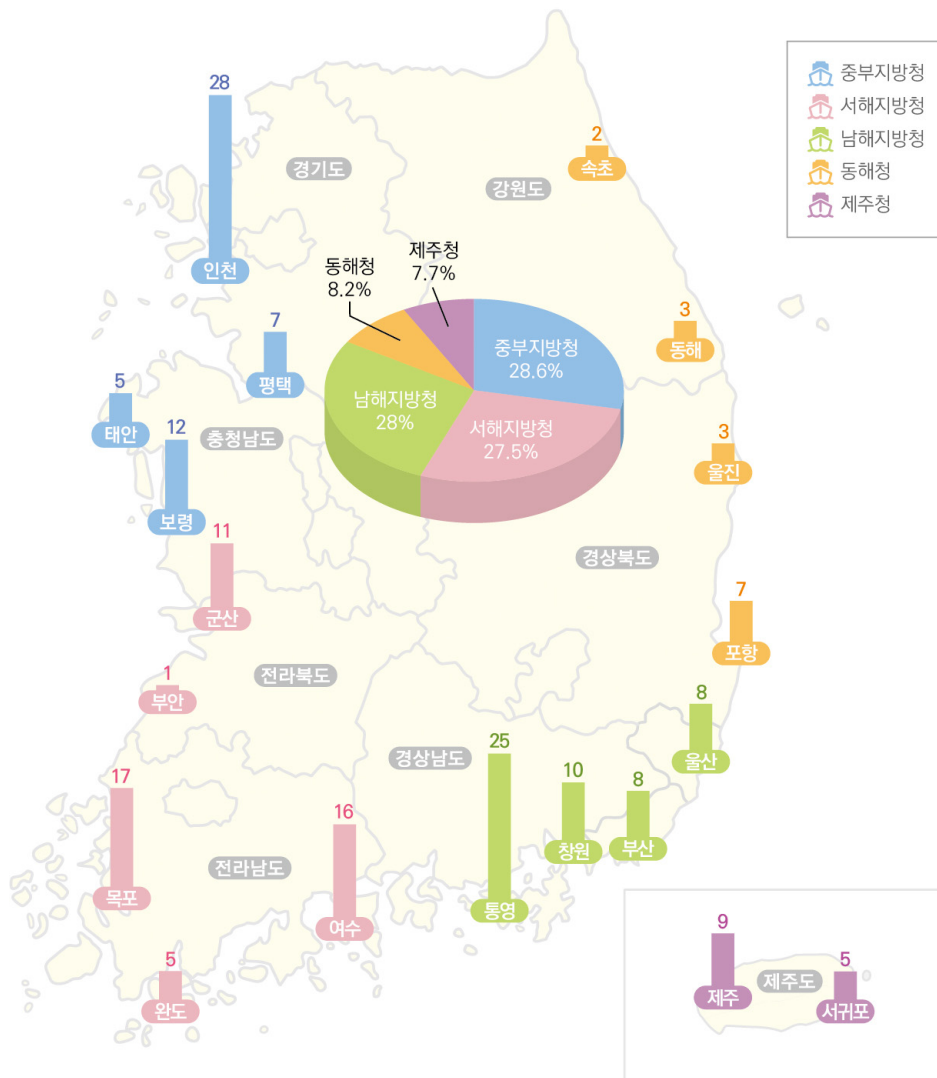 중부지방청
서해지방청
남해지방청
동해청
제주청
28
인천
경기도
2
속초
강원도
제주청
7.7%
동해청
8.2%
중부지방청
28.6%
남해지방청
28%
서해지방청
27.5%
7
평택
3
동해
5
태안
12
보령
충청남도
3
울진
11
군산
경상북도
7
포항
1
부안
전라북도
8
울산
경상남도
25
통영
10
창원
8
부산
17
목포
16
여수
전라남도
5
완도
9
제주
제주도
5
서귀포